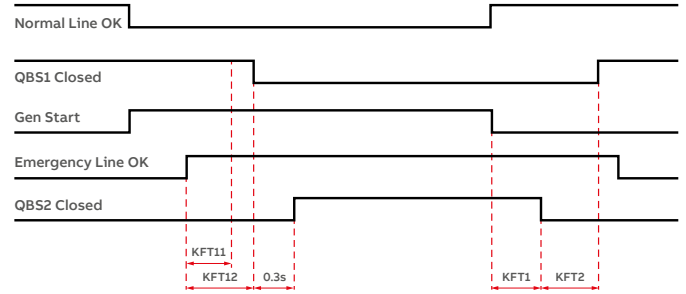 Normal Line OK
QBS1 Closed
Gen Start
Emergency Line OK
QBS2 Closed
KFT11
KFT12 0.3s KFT1 KFT2